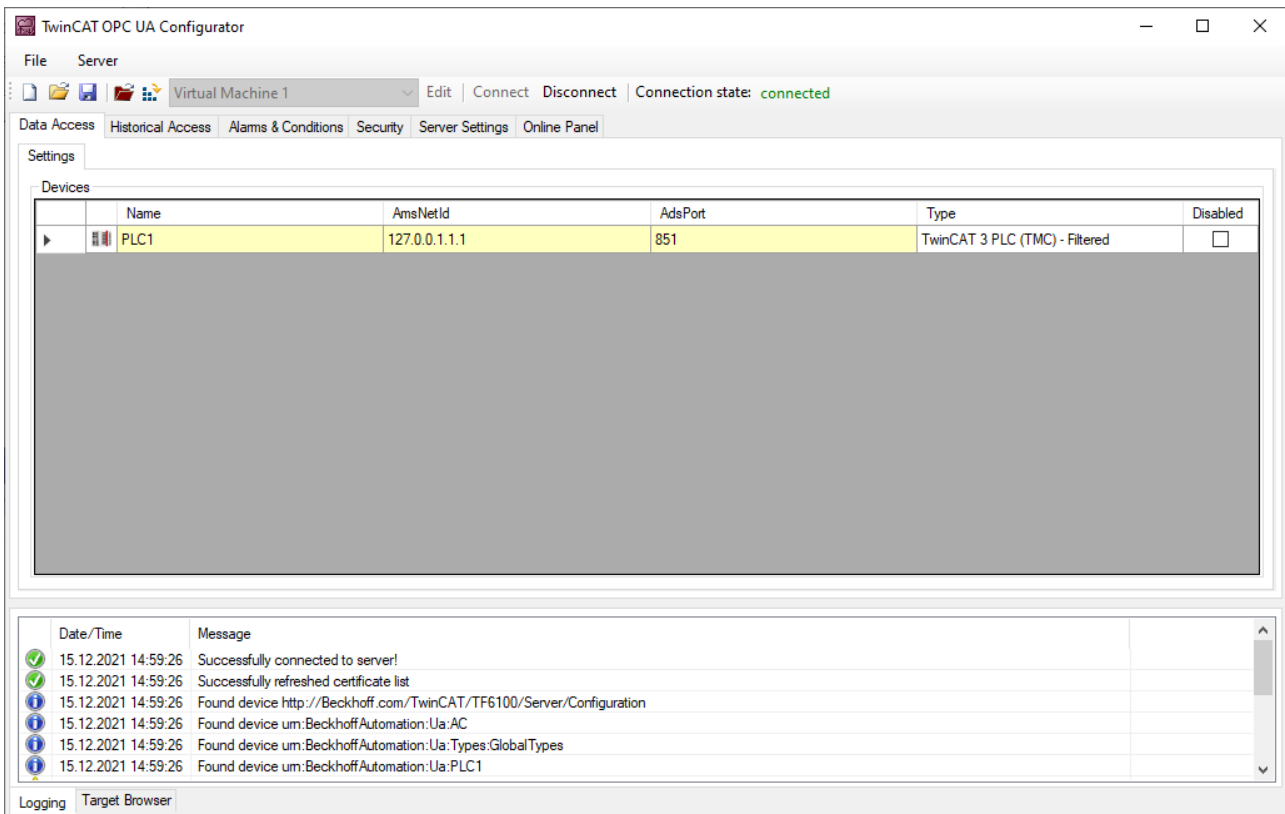 TwinCAT OPC UA Configurator
File Server
Virtual Machine 1 Edit Connect Disconnect Connection state: connected
Data Access Historical Access Alarms & Conditions Security Server Settings Online Panel
Settings
Devices
Name AmsNetId AdsPort Type Disabled
PLC1 127.0.0.1.1.1 851 TwinCAT 3 PLC (TMC) - Filtered
Date/Time Message
15.12.2021 14:59:26 Successfully connected to server!
15.12.2021 14:59:26 Successfully refreshed certificate list
15.12.2021 14:59:26 Found device http://Beckhoff.com/TwinCAT/TF6100/Server/Configuration
15.12.2021 14:59:26 Found device urn:BeckhoffAutomation:Ua:AC
15.12.2021 14:59:26 Found device urn:BeckhoffAutomation:Ua:Types:GlobalTypes
15.12.2021 14:59:26 Found device urn:BeckhoffAutomation:Ua:PLC1
Logging Target Browser